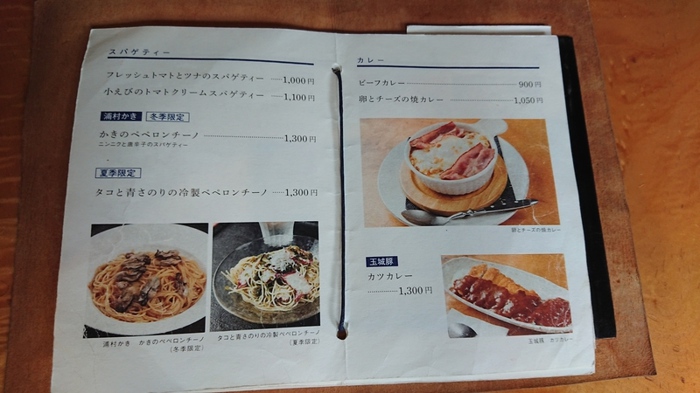 スパゲティー
フレッシュトマトとツナのスパゲティー 1,000円
小えびのトマトクリームスパゲティー 1,100円
浦村かき 冬季限定
かきのペペロンチーノ 1,300円
ニンニクと唐辛子のスパゲティー
夏季限定
タコと青さのりの冷製ペペロンチーノ 1,300円
浦村かき かきのペペロンチーノ
(冬季限定)
タコと青さのりの冷製ペペロンチーノ
(夏季限定)
カレー
ビーフカレー 900円
卵とチーズの焼カレー 1,050円
卵とチーズの焼カレー
玉城豚
カツカレー
1,300円
玉城豚 カツカレー